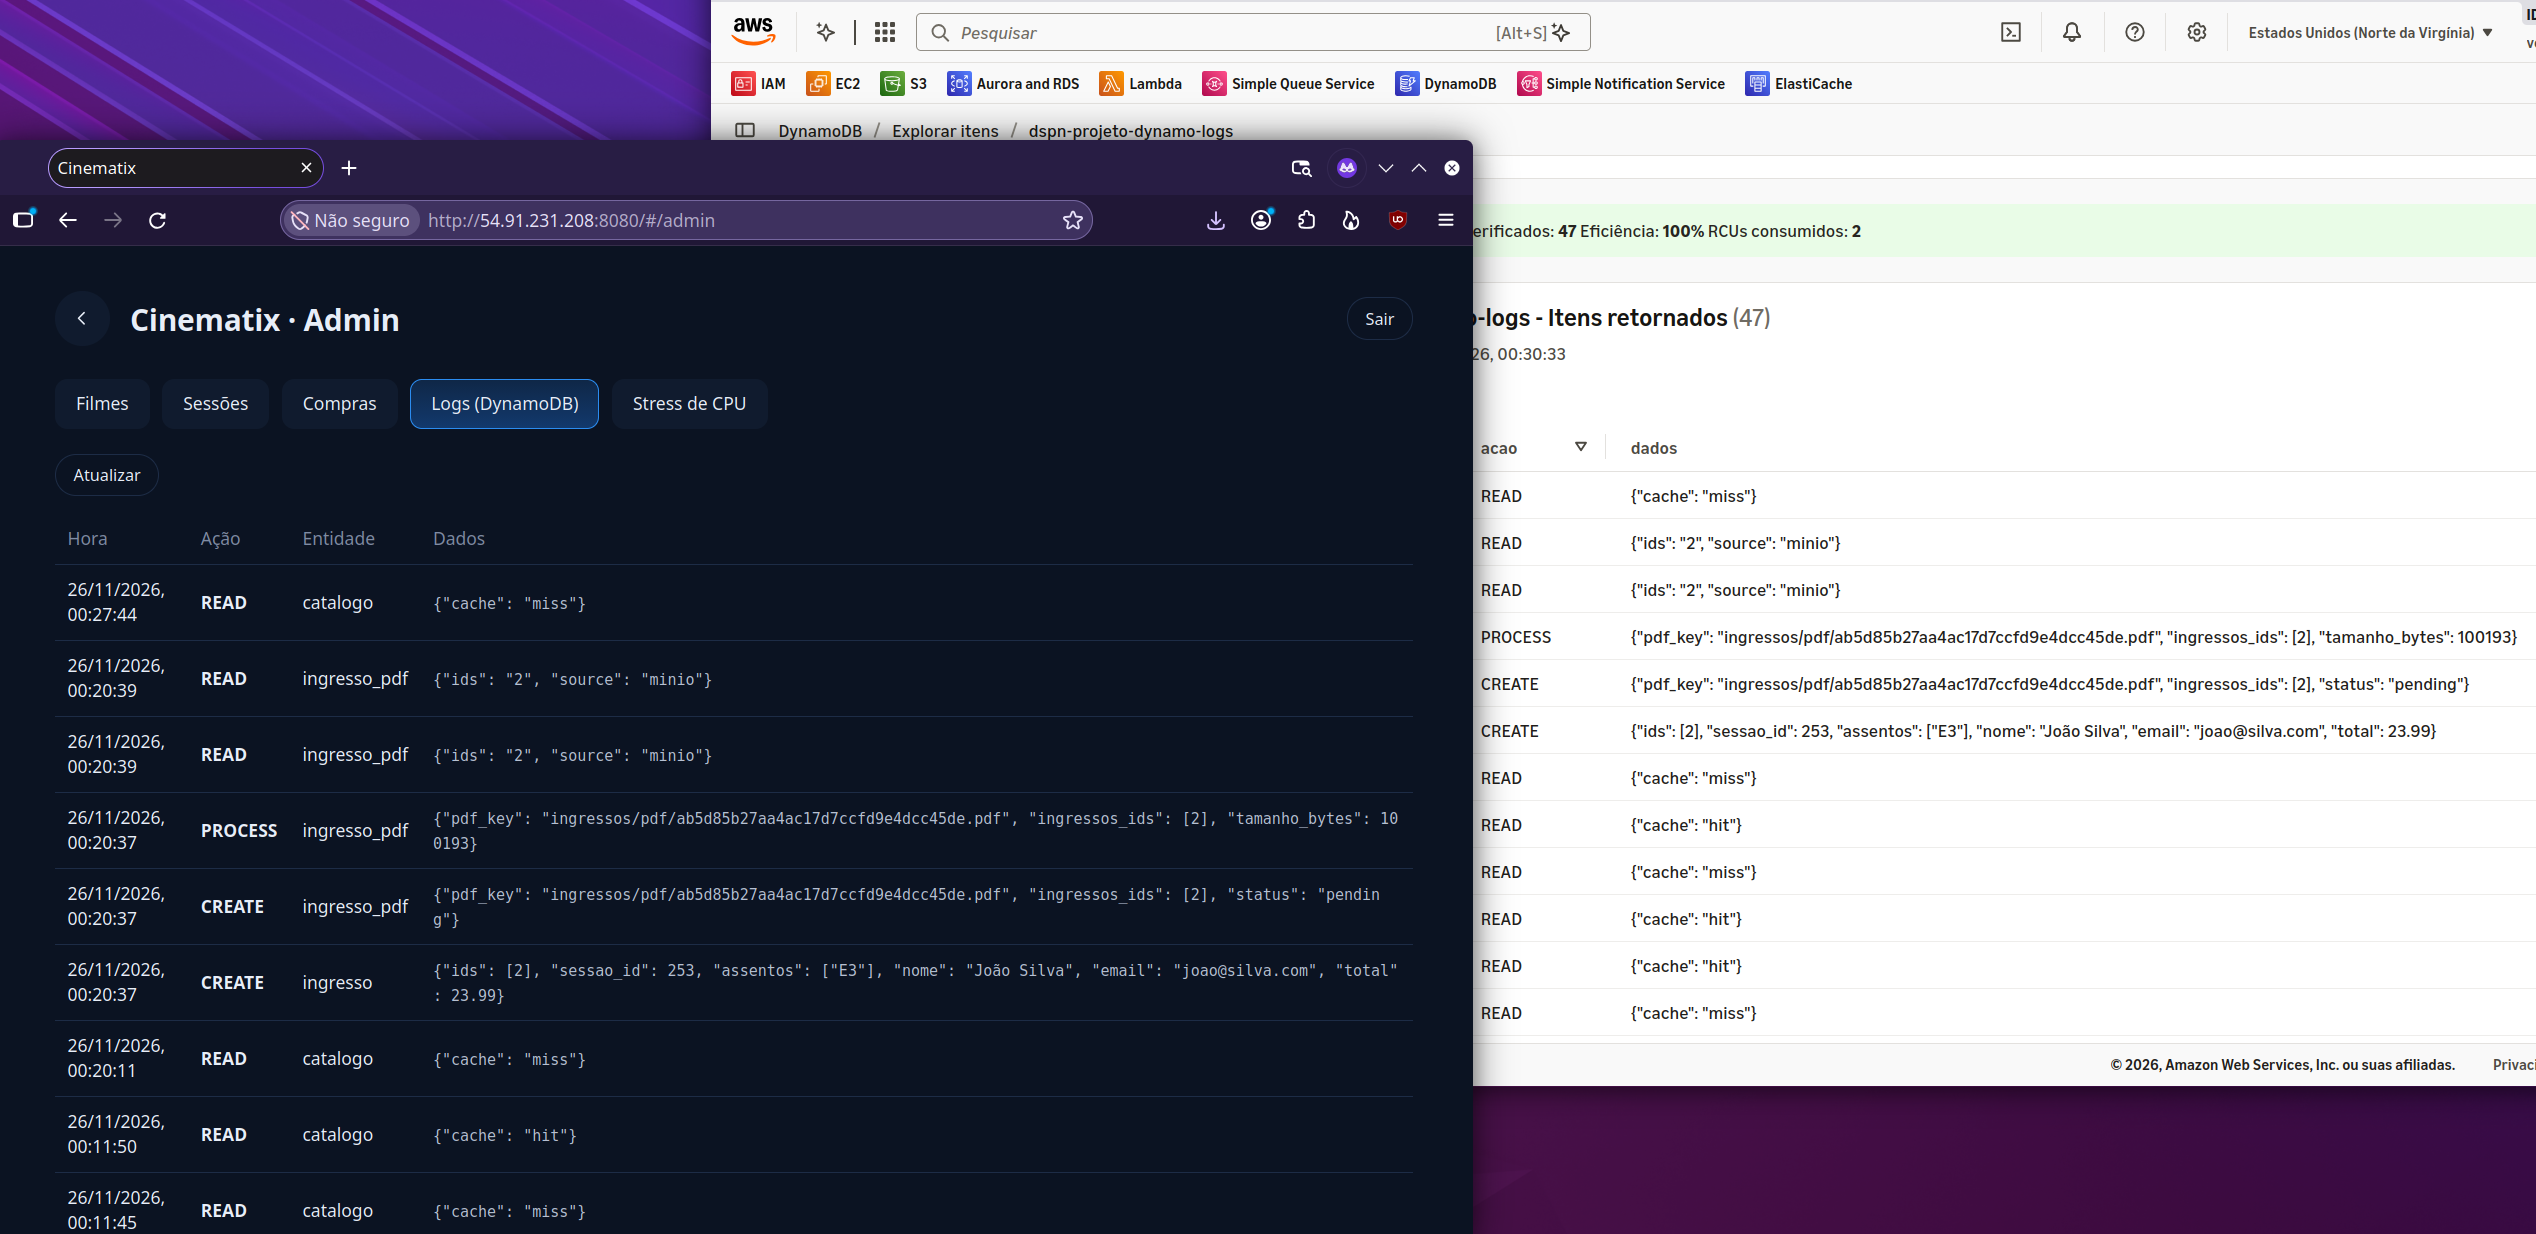 aws
Pesquisar [Alt+S]
Estados Unidos (Norte da Virgínia)
IAM EC2 S3 Aurora and RDS Lambda Simple Queue Service DynamoDB Simple Notification Service ElastiCache
DynamoDB / Explorar itens / dspn-projeto-dynamo-logs
Cinematix
Não seguro http://54.91.231.208:8080/#/admin
Cinematix · Admin
Sair
Filmes Sessões Compras Logs (DynamoDB) Stress de CPU
Atualizar
Hora Ação Entidade Dados
26/11/2026, 00:27:44 READ catalogo {"cache": "miss"}
26/11/2026, 00:20:39 READ ingresso_pdf {"ids": "2", "source": "minio"}
26/11/2026, 00:20:39 READ ingresso_pdf {"ids": "2", "source": "minio"}
26/11/2026, 00:20:37 PROCESS ingresso_pdf {"pdf_key": "ingressos/pdf/ab5d85b27aa4ac17d7ccfd9e4dcc45de.pdf", "ingressos_ids": [2], "tamanho_bytes": 10
0193}
26/11/2026, 00:20:37 CREATE ingresso_pdf {"pdf_key": "ingressos/pdf/ab5d85b27aa4ac17d7ccfd9e4dcc45de.pdf", "ingressos_ids": [2], "status": "pendin
g"}
26/11/2026, 00:20:37 CREATE ingresso {"ids": [2], "sessao_id": 253, "assentos": ["E3"], "nome": "João Silva", "email": "joao@silva.com", "total"
: 23.99}
26/11/2026, 00:20:11 READ catalogo {"cache": "miss"}
26/11/2026, 00:11:50 READ catalogo {"cache": "hit"}
26/11/2026, 00:11:45 READ catalogo {"cache": "miss"}
erificados: 47 Eficiência: 100% RCUs consumidos: 2
-logs - Itens retornados (47)
26, 00:30:33
acao dados
READ {"cache": "miss"}
READ {"ids": "2", "source": "minio"}
READ {"ids": "2", "source": "minio"}
PROCESS {"pdf_key": "ingressos/pdf/ab5d85b27aa4ac17d7ccfd9e4dcc45de.pdf", "ingressos_ids": [2], "tamanho_bytes": 100193}
CREATE {"pdf_key": "ingressos/pdf/ab5d85b27aa4ac17d7ccfd9e4dcc45de.pdf", "ingressos_ids": [2], "status": "pending"}
CREATE {"ids": [2], "sessao_id": 253, "assentos": ["E3"], "nome": "João Silva", "email": "joao@silva.com", "total": 23.99}
READ {"cache": "miss"}
READ {"cache": "hit"}
READ {"cache": "miss"}
READ {"cache": "hit"}
READ {"cache": "hit"}
READ {"cache": "miss"}
© 2026, Amazon Web Services, Inc. ou suas afiliadas. Privaci